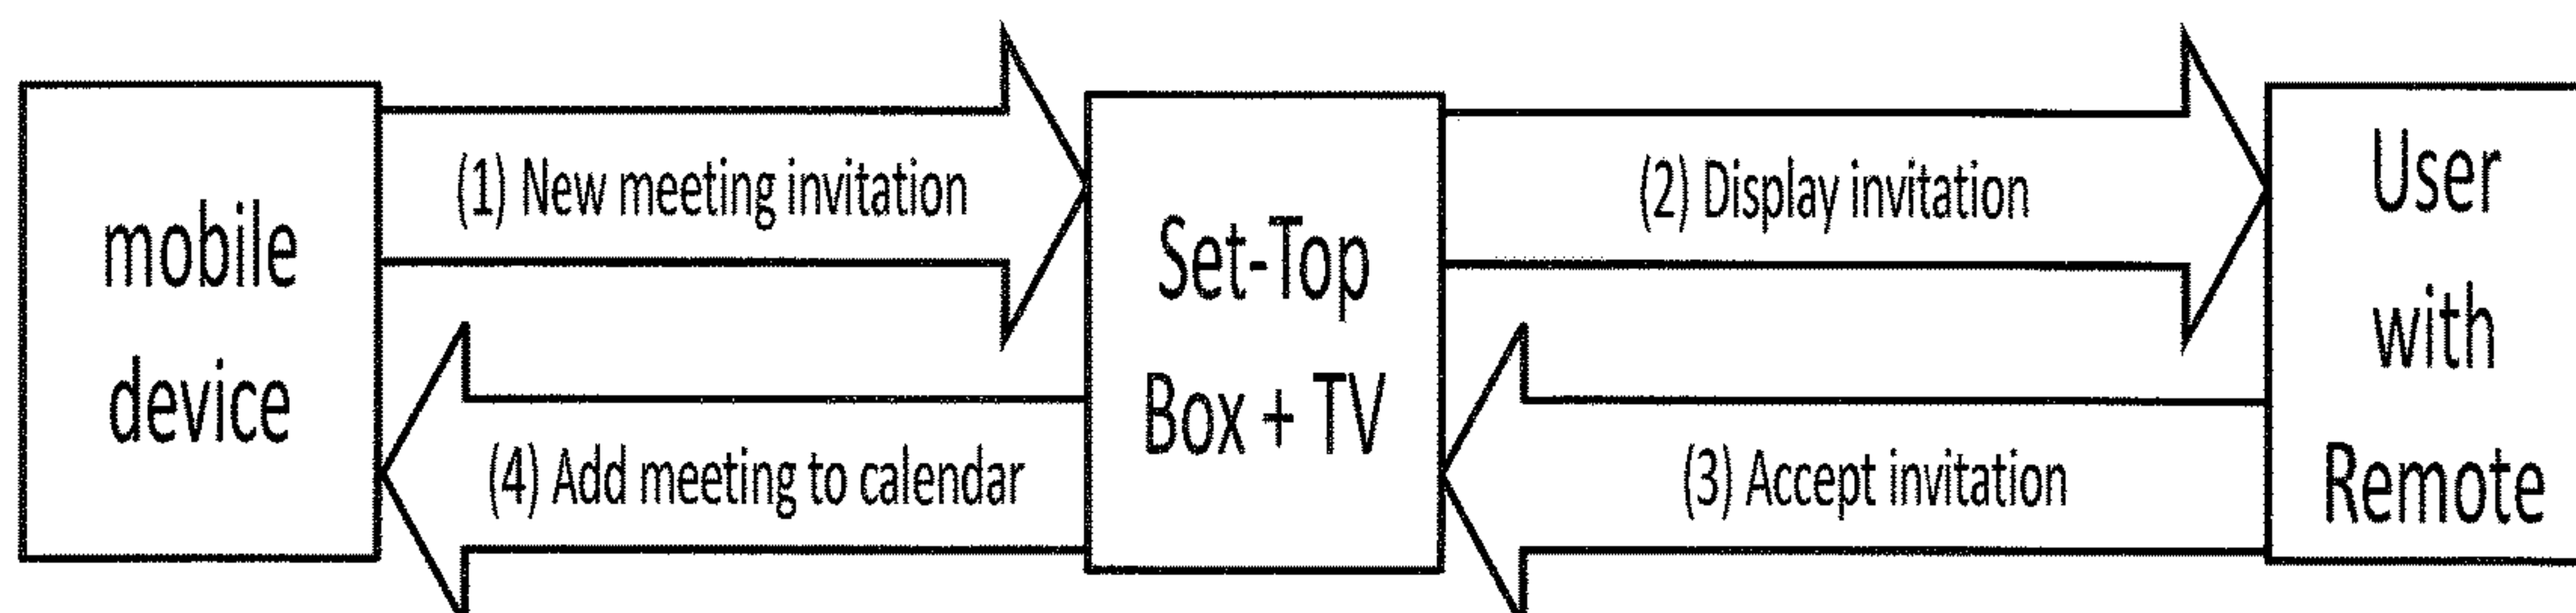 mobile
device
(1) New meeting invitation
(4) Add meeting to calendar
Set-Top
Box + TV
(2) Display invitation
(3) Accept invitation
User
with
Remote